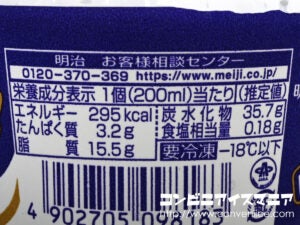 明治 お客様相談センター
0120-370-369 https://www.meiji.co.jp/
栄養成分表示 1個(200ml)当たり(推定値)
エネルギー 295kcal 炭水化物 35.7g
たんぱく質 3.2g 食塩相当量 0.18g
脂質 15.5g 要冷凍 -18℃以下
コンビニアイスマニア
www.conveniice.com